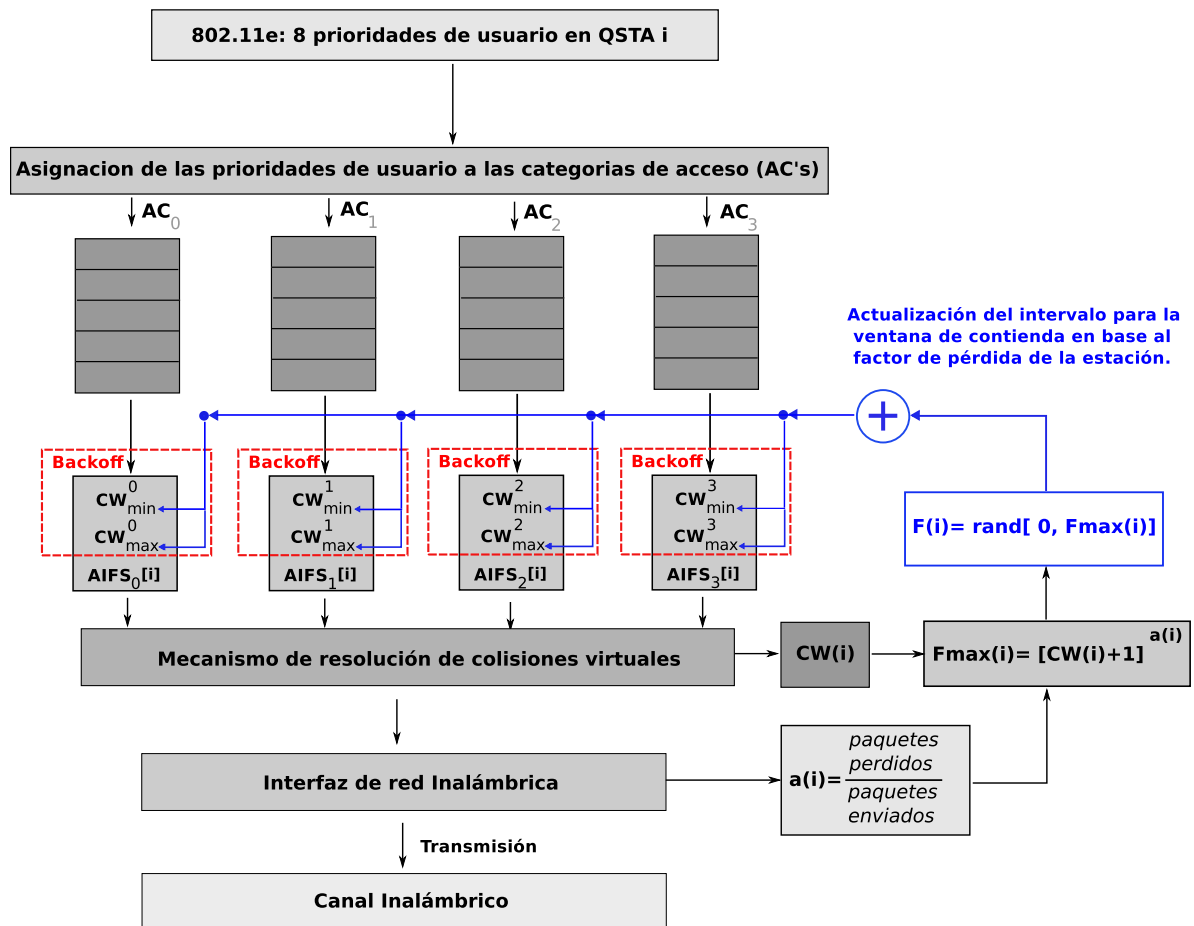 802.11e: 8 prioridades de usuario en QSTA i
Asignacion de las prioridades de usuario a las categorias de acceso (AC's)
AC0
AC1
AC2
AC3
Actualización del intervalo para la
ventana de contienda en base al
factor de pérdida de la estación.
+
Backoff
CW0min
CW0max
AIFS0[i]
Backoff
CW1min
CW1max
AIFS1[i]
Backoff
CW2min
CW2max
AIFS2[i]
Backoff
CW3min
CW3max
AIFS3[i]
F(i)= rand[ 0, Fmax(i)]
Mecanismo de resolución de colisiones virtuales
CW(i)
Fmax(i)= [CW(i)+1] a(i)
Interfaz de red Inalámbrica
a(i)=
paquetes
perdidos
paquetes
enviados
Transmisión
Canal Inalámbrico